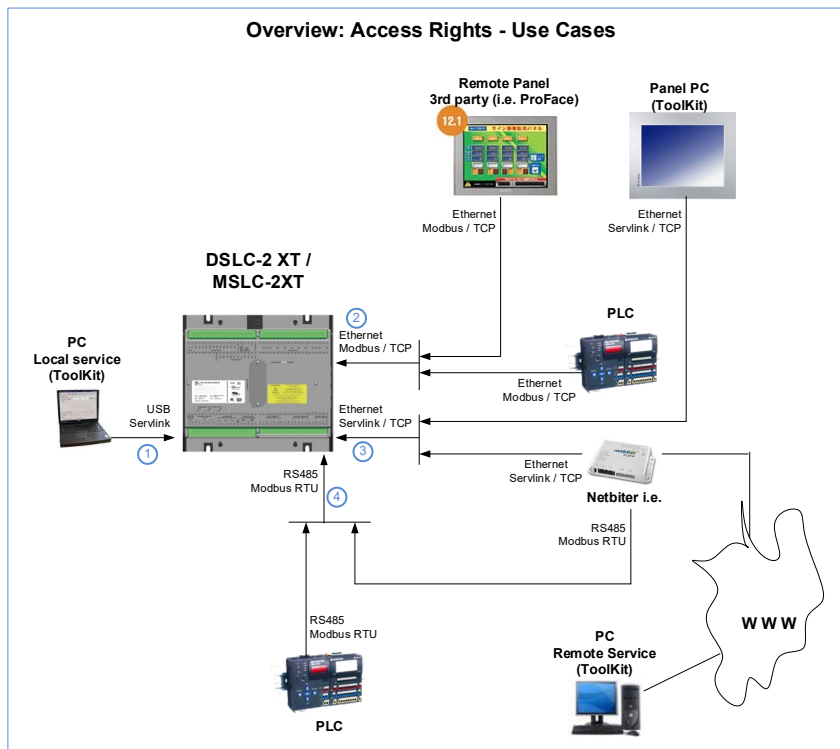 Overview: Access Rights - Use Cases
Remote Panel
3rd party (i.e. ProFace)
12.1
Panel PC
(ToolKit)
Ethernet
Modbus / TCP
Ethernet
Servlink / TCP
DSLC-2 XT /
MSLC-2XT
2
Ethernet
Modbus / TCP
PLC
PC
Local service
(ToolKit)
Ethernet
Modbus / TCP
USB
Servlink
1
Ethernet
Servlink / TCP
3
RS485
Modbus RTU
4
Ethernet
Servlink / TCP
netbiter
Netbiter i.e.
RS485
Modbus RTU
W W W
RS485
Modbus RTU
PLC
PC
Remote Service
(ToolKit)